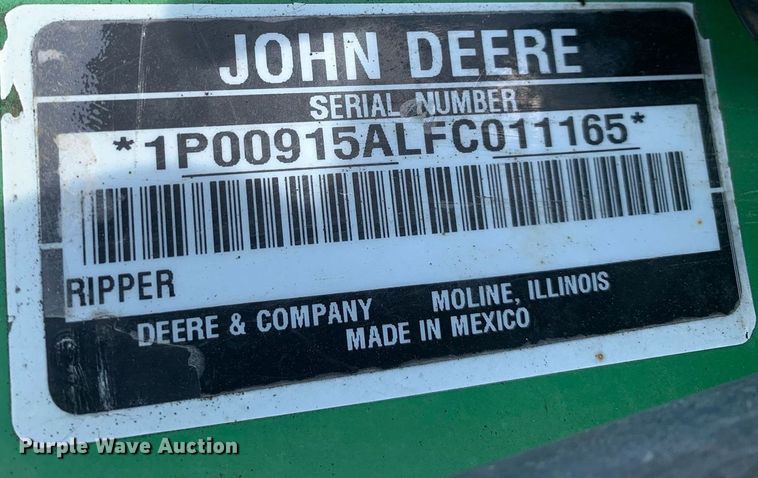 JOHN DEERE
SERIAL NUMBER
*1P00915ALFC011165*
RIPPER
DEERE & COMPANY MOLINE, ILLINOIS
MADE IN MEXICO
Purple Wave Auction